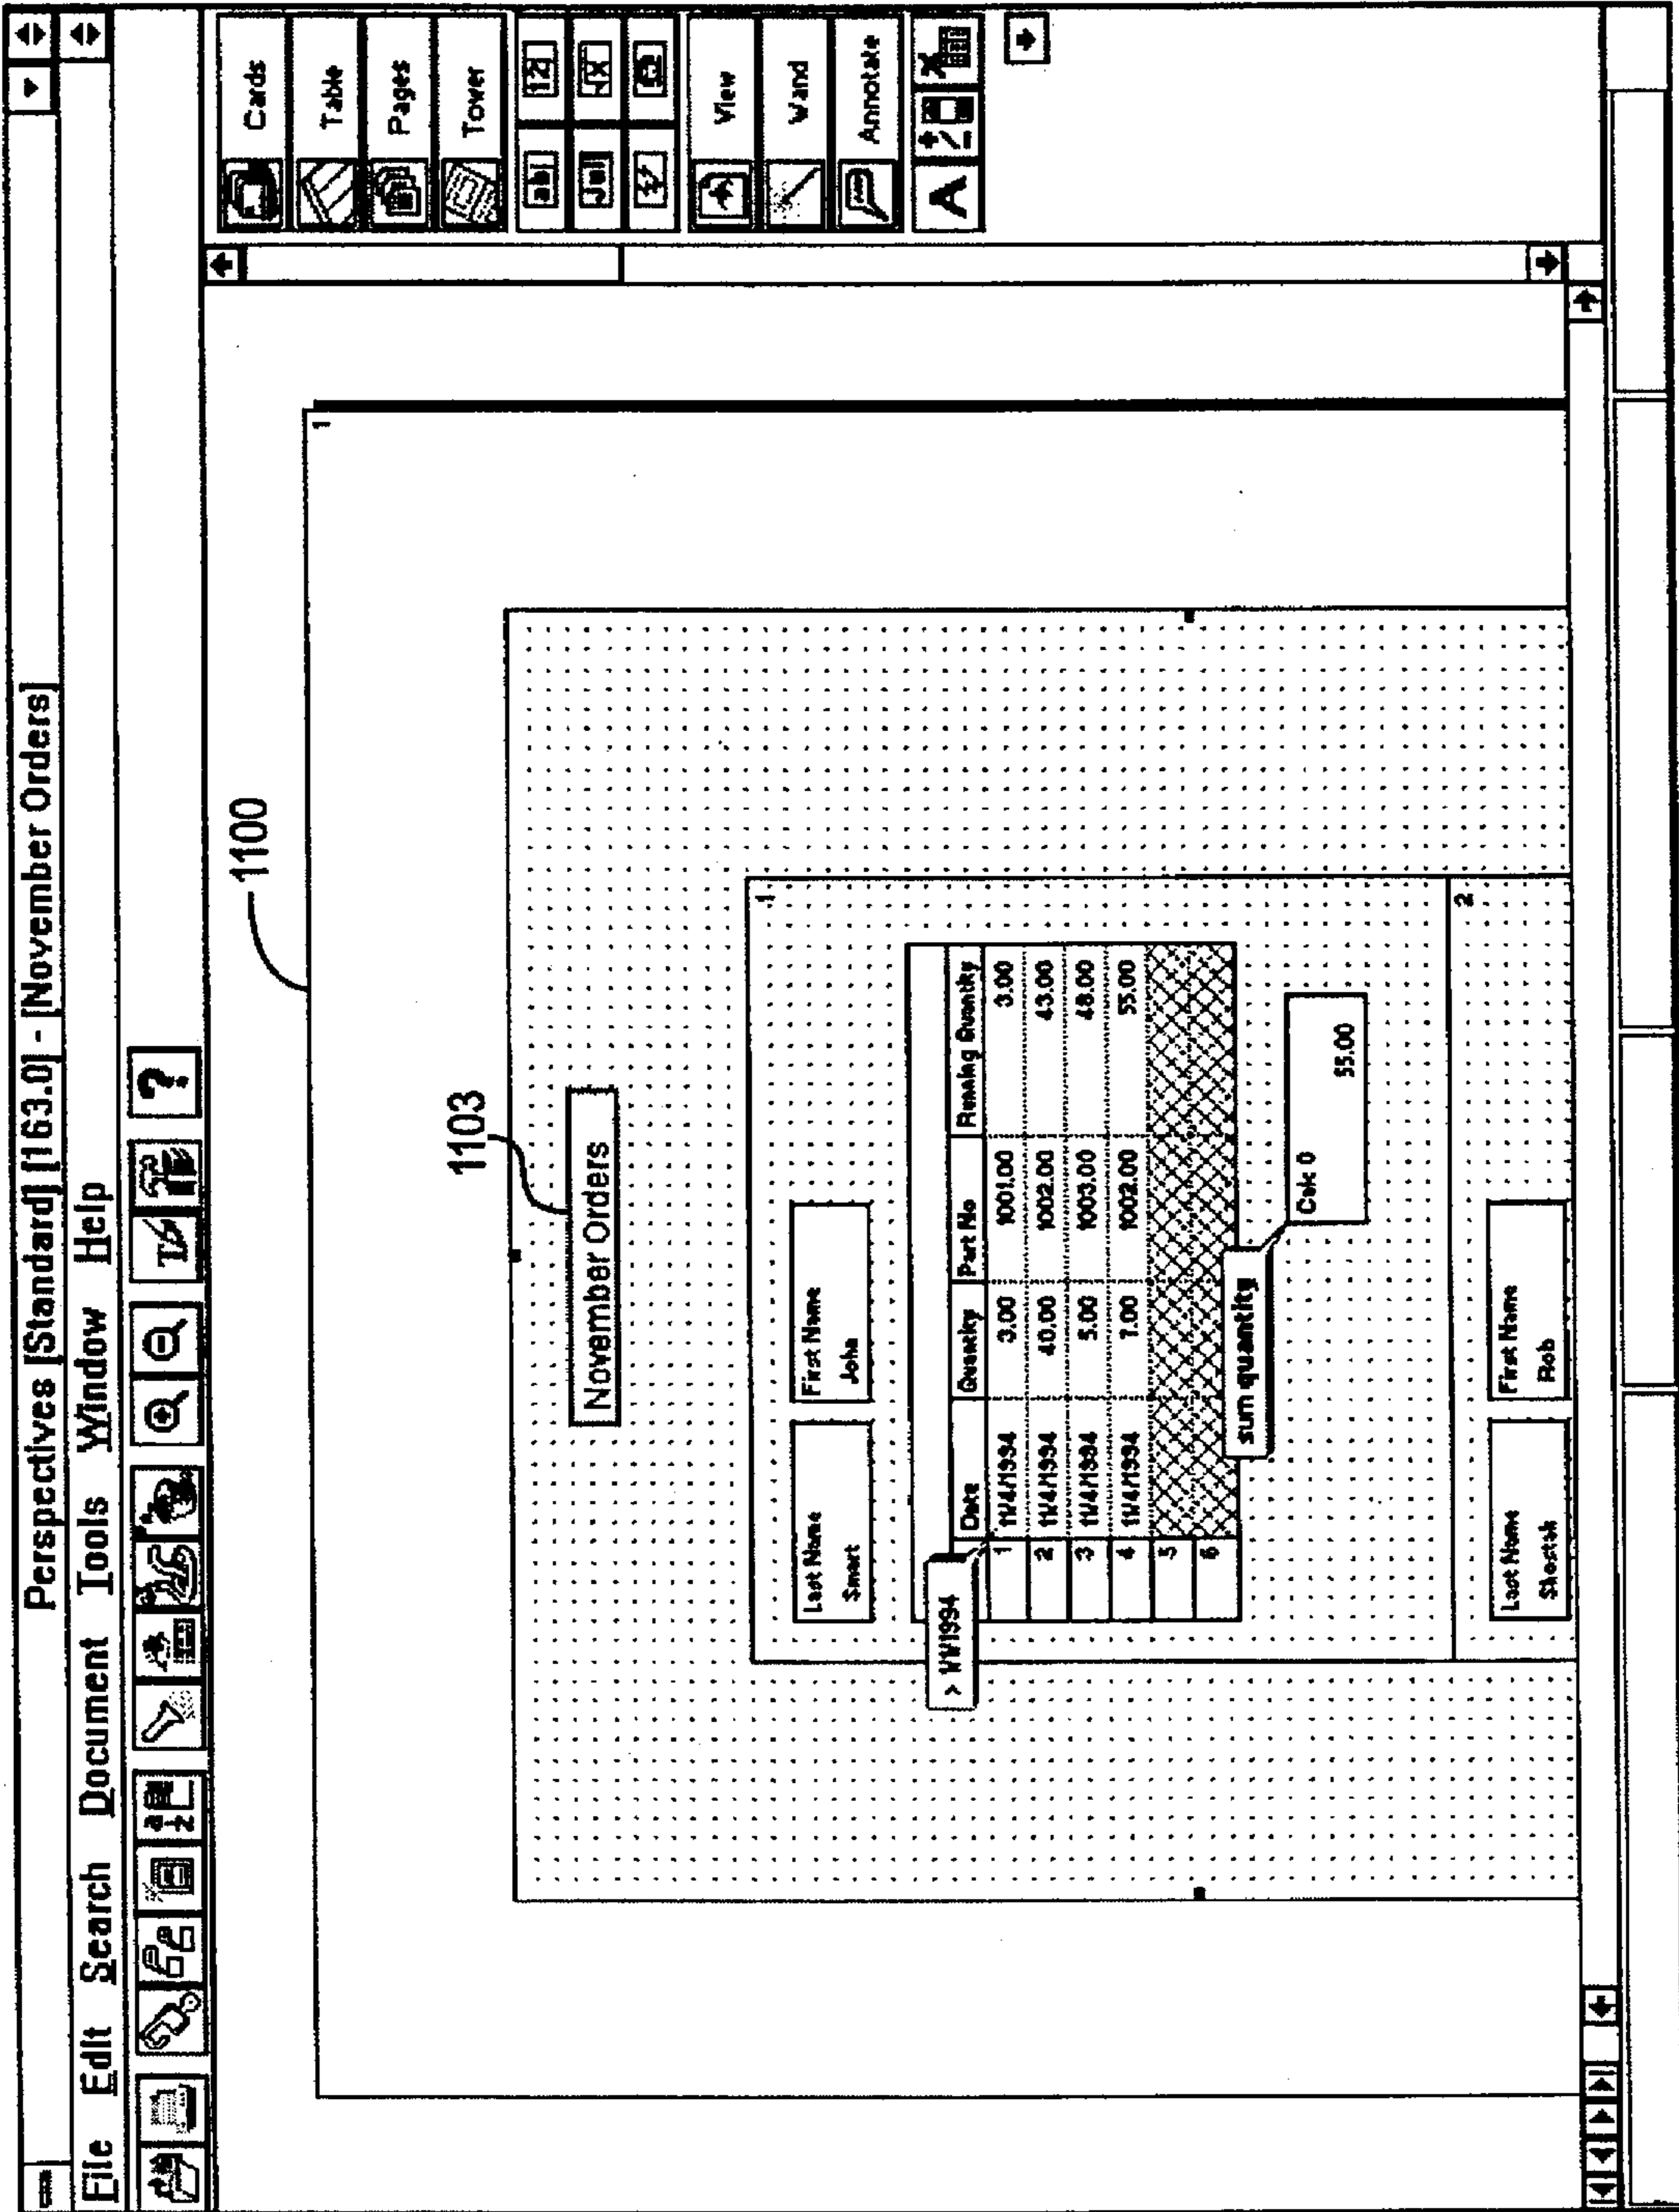 Perspectives [Standard] [163.0] - [November Orders]
File Edit Search Document Tools Window Help
?
1100
Cards
Table
Pages
Tower
View
Wand
Annotate
A
1
1103
November Orders
1
Last Name First Name
Smart John
Date Quantity Part No Running Quantity
1 11/4/1994 3.00 1001.00 3.00
2 11/4/1994 40.00 1002.00 43.00
3 11/4/1994 5.00 1003.00 48.00
4 11/4/1994 7.00 1002.00 55.00
5
6
sum quantity
55.00
2
Last Name First Name
Rob